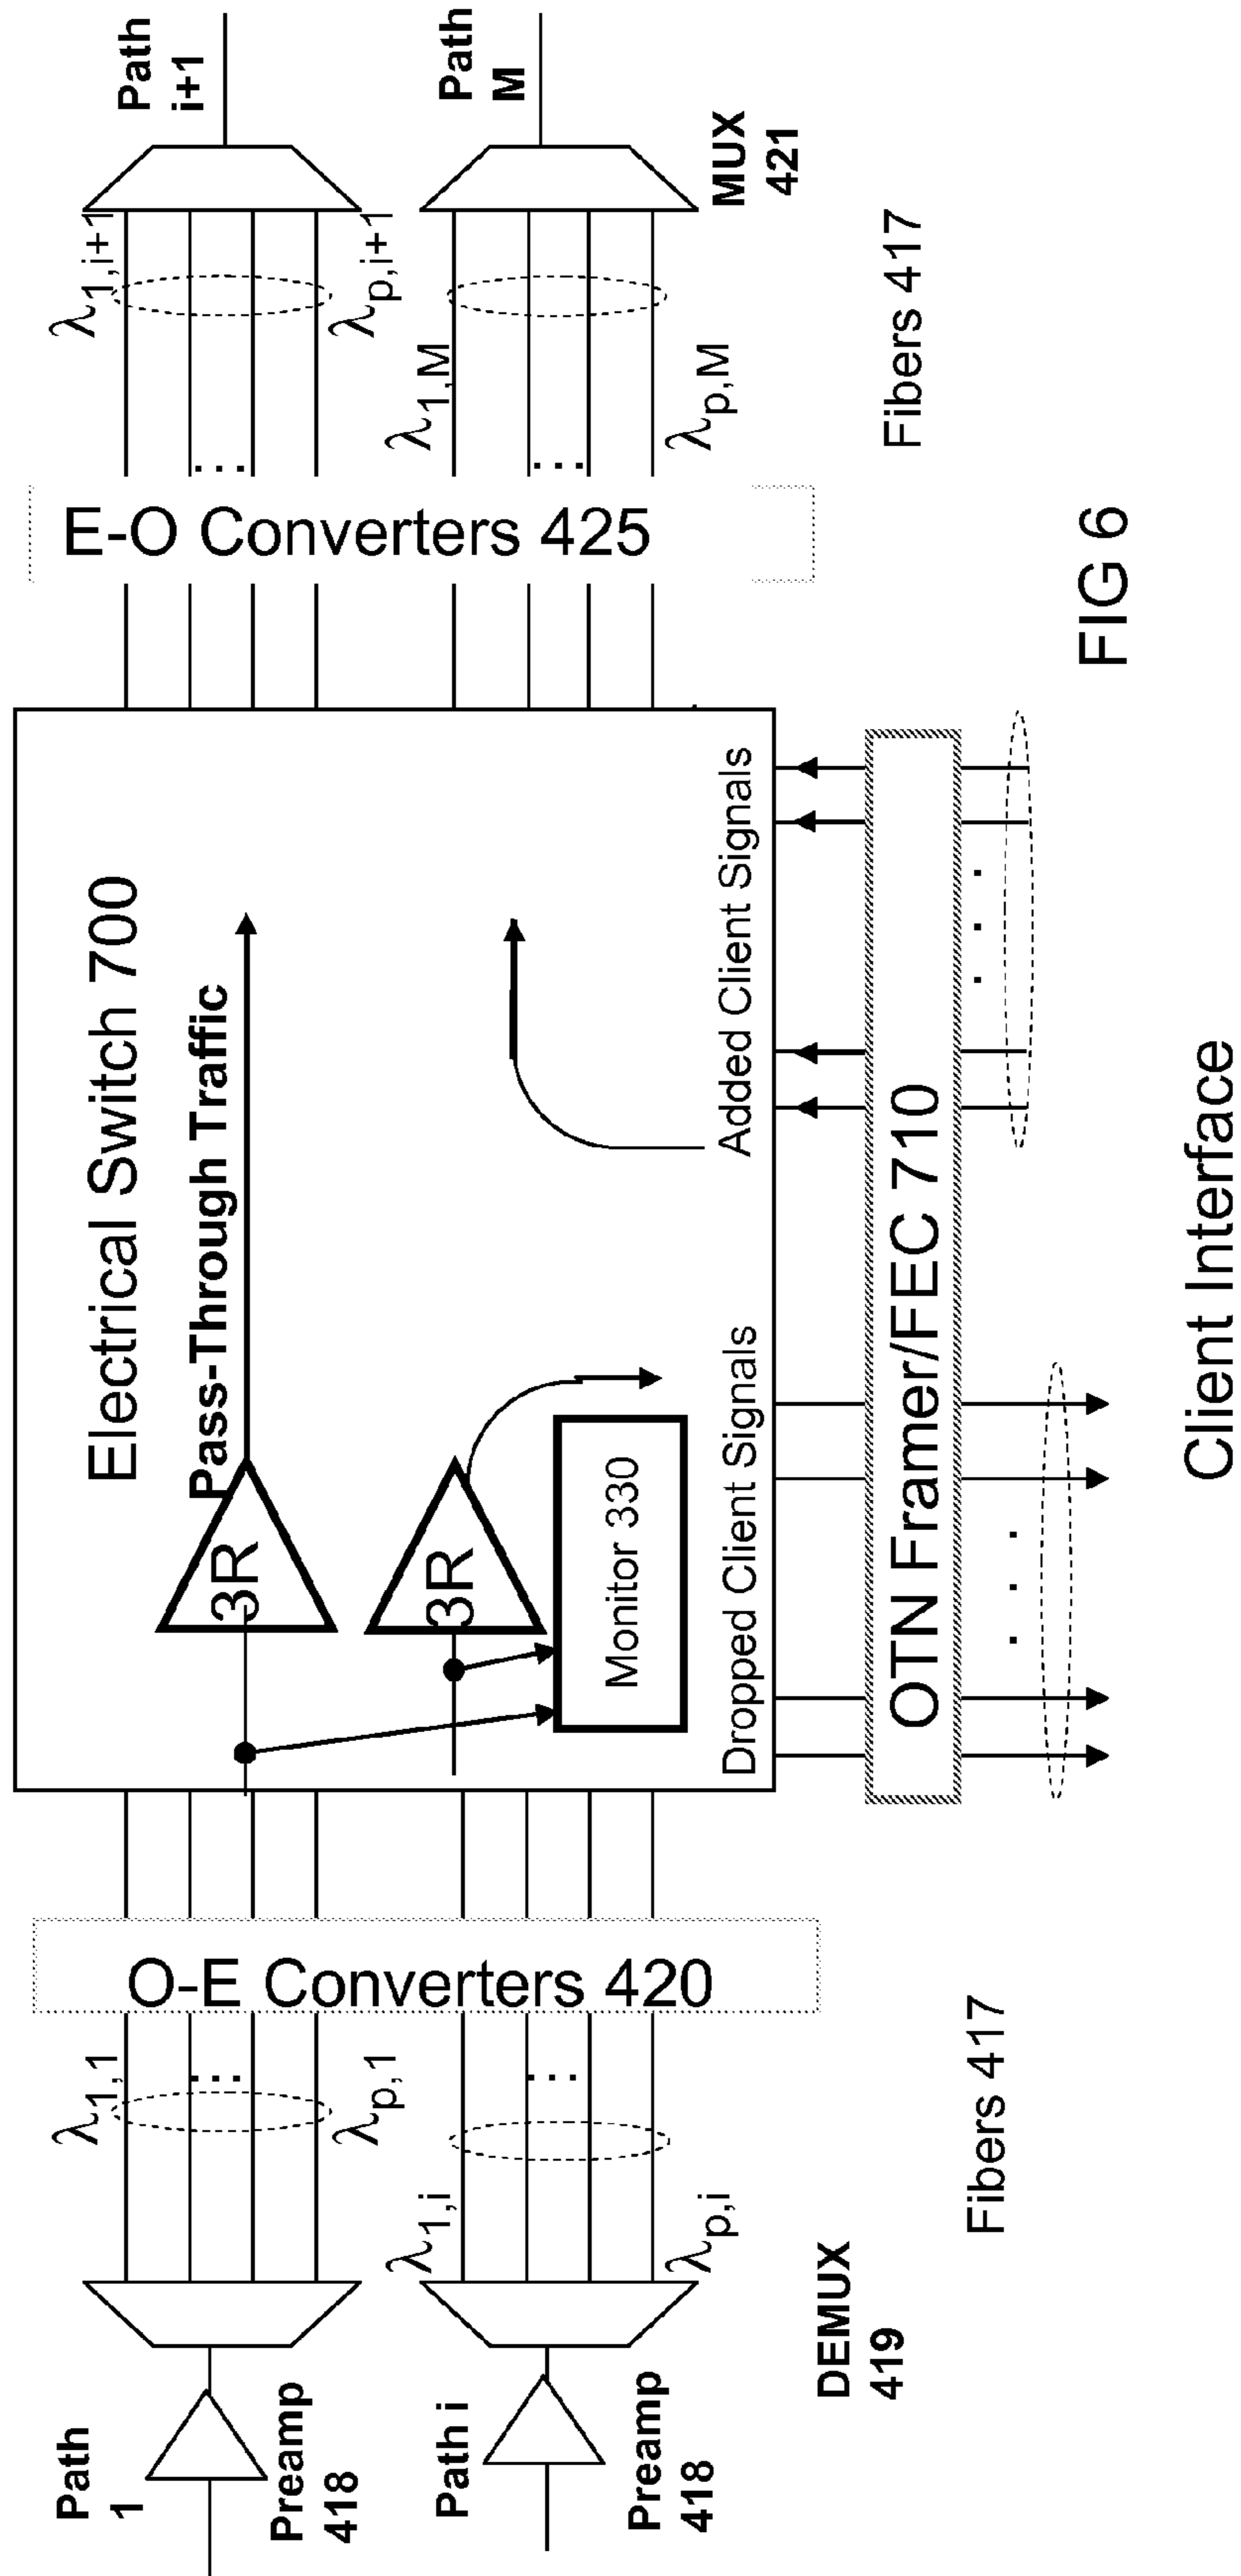 Path
1
Preamp
418
Path i
Preamp
418
DEMUX
419
λ1,1
λp,1
λ1,i
λp,i
...
...
Fibers 417
O-E Converters 420
Electrical Switch 700
Pass-Through Traffic
3R
3R
Monitor 330
Dropped Client Signals
Added Client Signals
OTN Framer/FEC 710
. . .
. . .
Client Interface
E-O Converters 425
...
...
λ1,i+1
λp,i+1
λ1,M
λp,M
Path
i+1
Path
M
MUX
421
Fibers 417
FIG 6